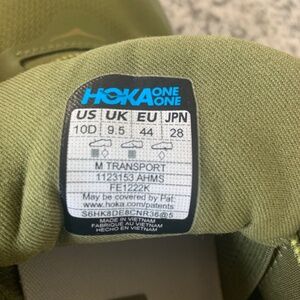 HOKA ONE ONE
US UK EU JPN
10D 9.5 44 28
M TRANSPORT
1123153 AHMS
FE1222K
May be covered by Pat:
www.hoka.com/patents
S6HK8DE8CNR36@5
MADE IN VIETNAM
FABRIQUÉ AU VIETNAM
HECHO EN VIETNAM